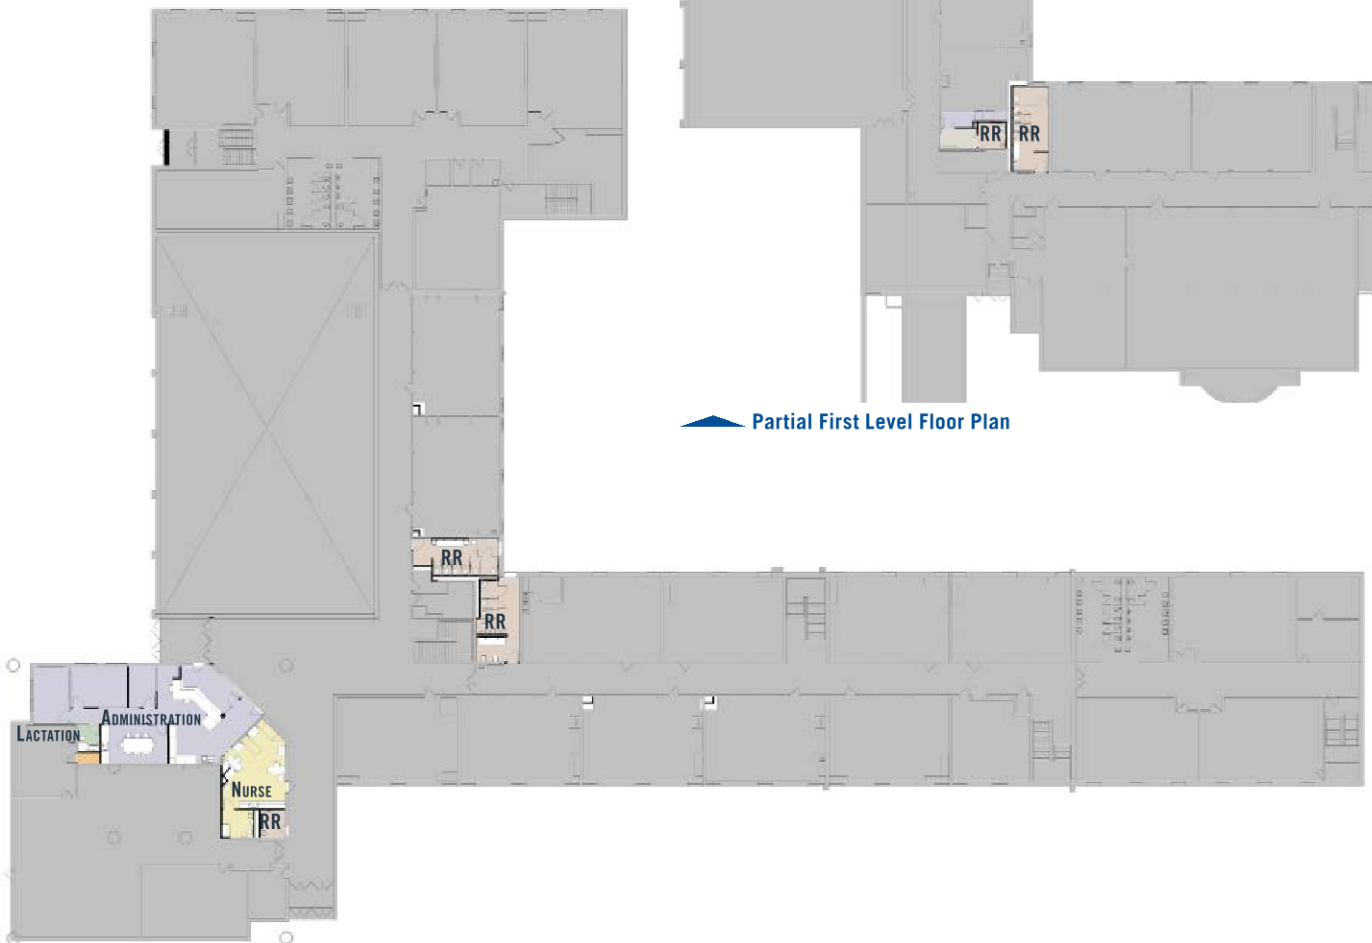 RR
RR
Partial First Level Floor Plan
RR
RR
ADMINISTRATION
LACTATION
NURSE
RR